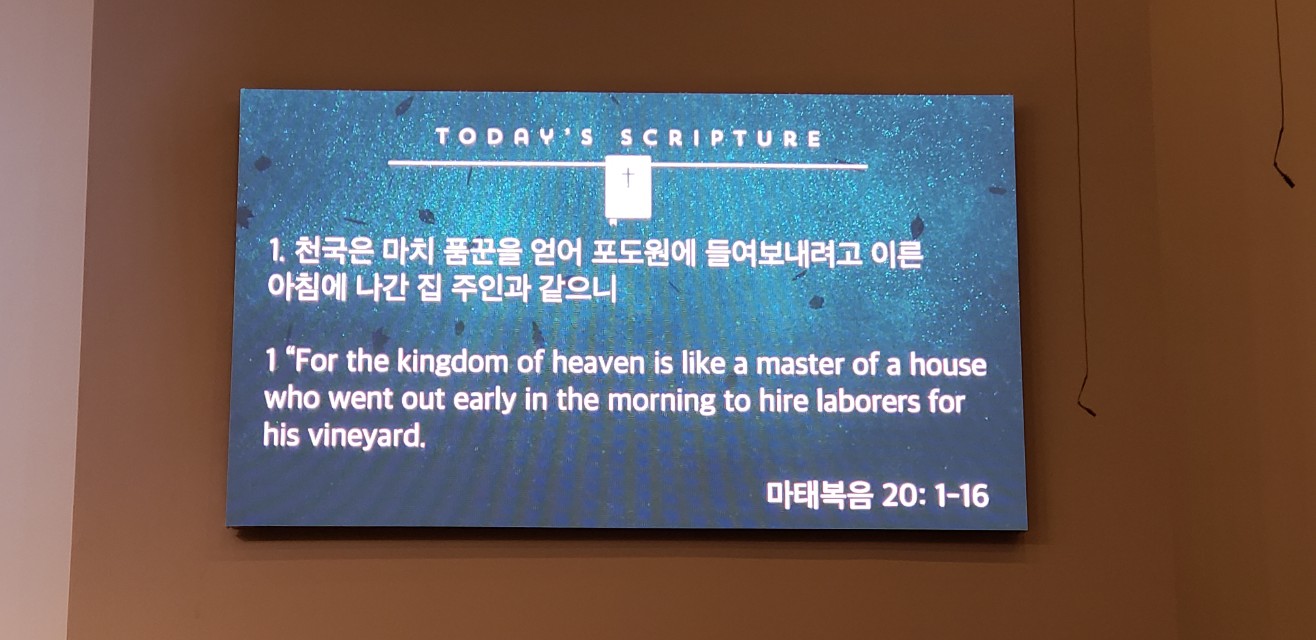 TODAY'S SCRIPTURE
1. 천국은 마치 품꾼을 얻어 포도원에 들여보내려고 이른
아침에 나간 집 주인과 같으니
1 “For the kingdom of heaven is like a master of a house
who went out early in the morning to hire laborers for
his vineyard.
마태복음 20: 1-16